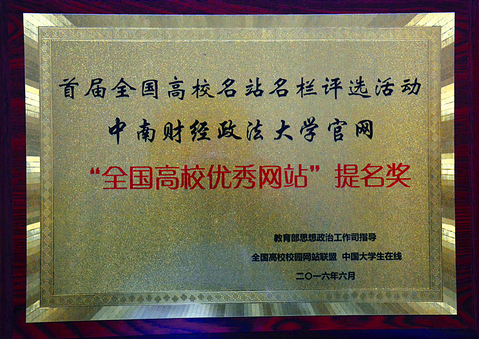 首届全国高校名站名栏评选活动
中南财经政法大学官网
“全国高校优秀网站”提名奖
教育部思想政治工作司指导
全国高校校园网站联盟 中国大学生在线
二〇一六年六月